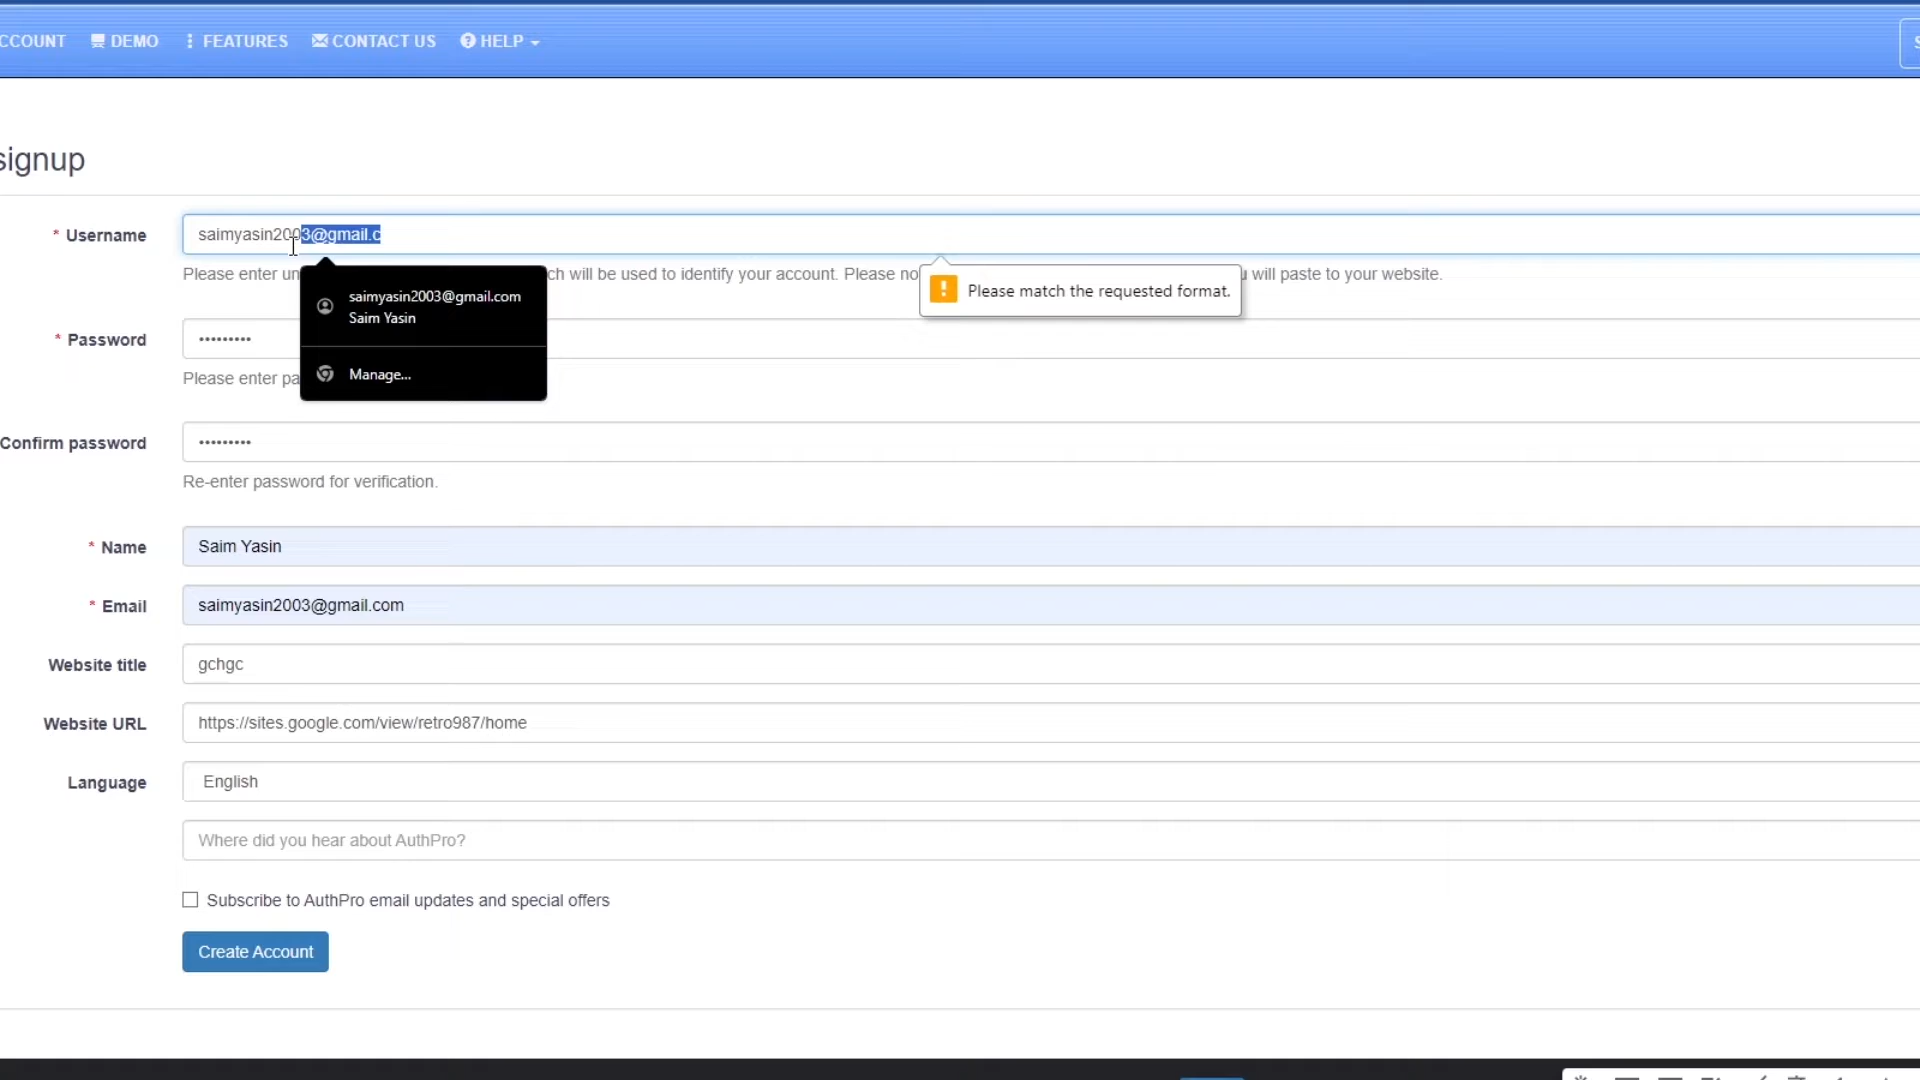 CCOUNT DEMO FEATURES CONTACT US HELP
signup
* Username saimyasin2003@gmail.c
Please enter un ch will be used to identify your account. Please no will paste to your website.
Please match the requested format.
saimyasin2003@gmail.com
Saim Yasin
Manage...
* Password •••••••••
Please enter pa
Confirm password •••••••••
Re-enter password for verification.
* Name Saim Yasin
* Email saimyasin2003@gmail.com
Website title gchgc
Website URL https://sites.google.com/view/retro987/home
Language English
Where did you hear about AuthPro?
Subscribe to AuthPro email updates and special offers
Create Account